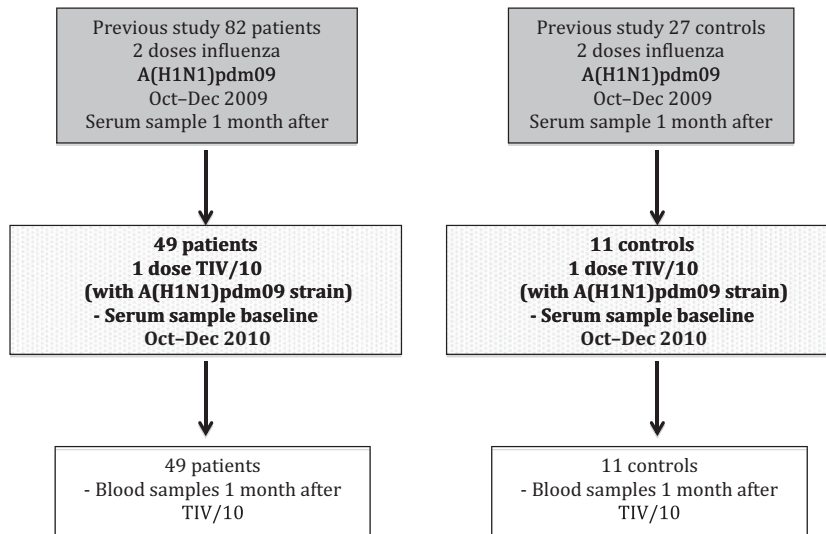 Previous study 82 patients
2 doses influenza
A(H1N1)pdm09
Oct–Dec 2009
Serum sample 1 month after
Previous study 27 controls
2 doses influenza
A(H1N1)pdm09
Oct–Dec 2009
Serum sample 1 month after
49 patients
1 dose TIV/10
(with A(H1N1)pdm09 strain)
- Serum sample baseline
Oct–Dec 2010
11 controls
1 dose TIV/10
(with A(H1N1)pdm09 strain)
- Serum sample baseline
Oct–Dec 2010
49 patients
- Blood samples 1 month after
TIV/10
11 controls
- Blood samples 1 month after
TIV/10